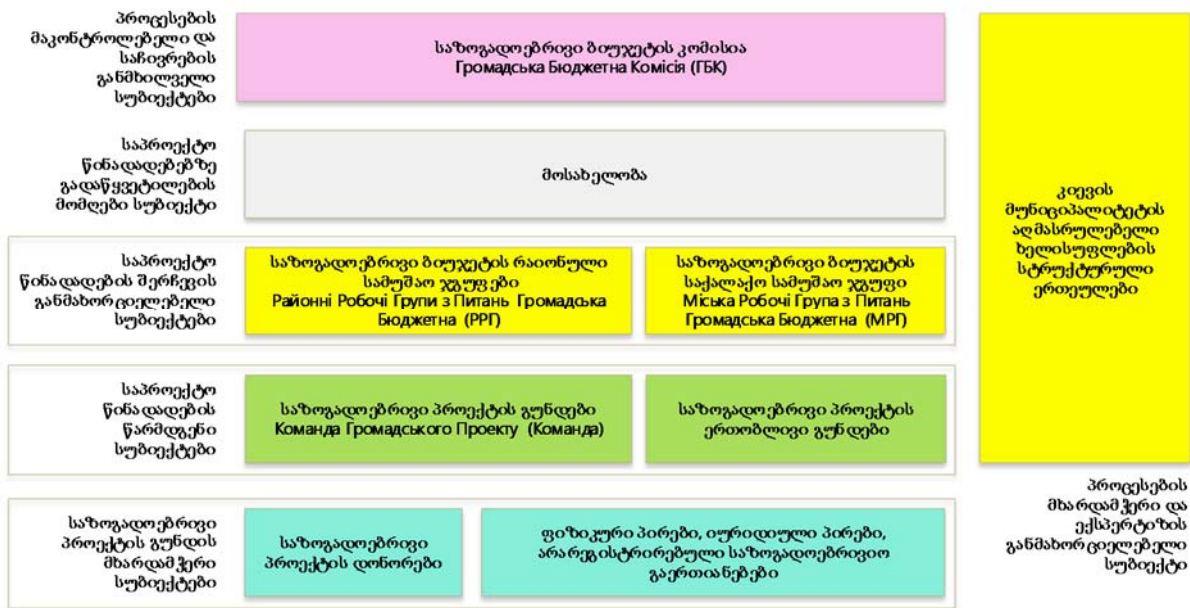 პროცესების
მაკონტროლებელი და
საჩივრების
განმხილველი
სუბიექტები
საზოგადოებრივი ბიუჯეტის კომისია
Громадська Бюджетна Комісія (ГБК)
საპროექტო
წინადადებებზე
გადაწყვეტილების
მომღები სუბიექტი
მოსახელობა
საპროექტო
წინადადების შერჩევის
განმახორციელებელი
სუბიექტები
საზოგადოებრივი ბიუჯეტის რაიონული
სამუშაო ჯგუფები
Районні Робочі Групи з Питань Громадська
Бюджетна (РРГ)
საზოგადოებრივი ბიუჯეტის
საქალაქო სამუშაო ჯგუფი
Міська Робочі Група з Питань
Громадська Бюджетна (МРГ)
საპროექტო
წინადადების
წარმდგენი
სუბიექტები
საზოგადოებრივი პროექტის გუნდები
Команда Громадського Проекту (Команда)
საზოგადოებრივი პროექტის
ერთობლივი გუნდები
საზოგადოებრივი
პროექტის გუნდის
მხარდამჭერი
სუბიექტები
საზოგადოებრივი
პროექტის დონორები
ფიზიკური პირები, იურიდიული პირები,
არარეგისტრირებული საზოგადოებრივიო
გაერთიანებები
კიევის
მუნიციპალიტეტის
აღმასრულებელი
ხელისუფლების
სტრუქტურული
ერთეულები
პროცესების
მხარდამჭერი და
ექსპერტიზის
განმახორციელებელი
სუბიექტი